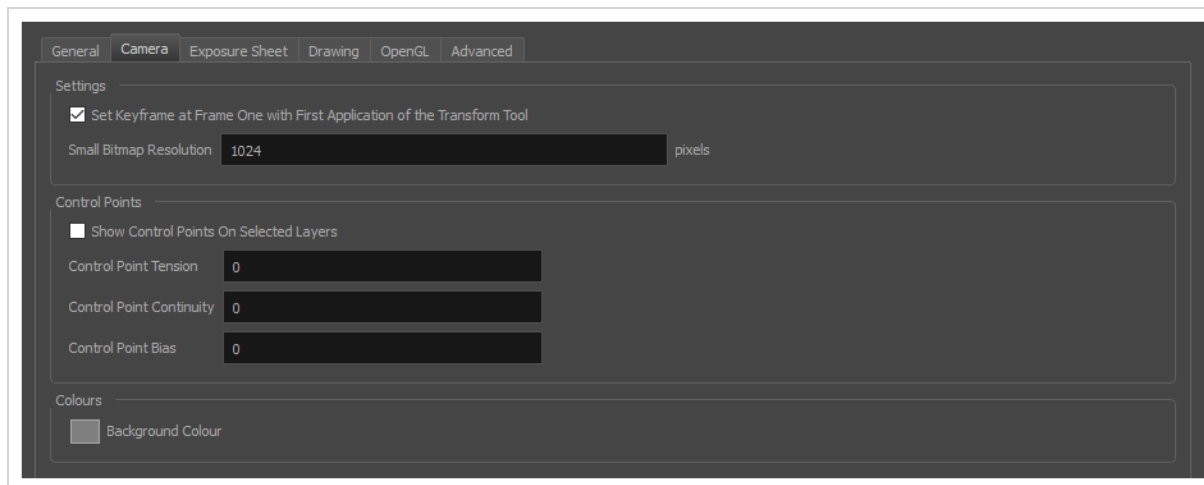 General Camera Exposure Sheet Drawing OpenGL Advanced
Settings
Set Keyframe at Frame One with First Application of the Transform Tool
Small Bitmap Resolution 1024 pixels
Control Points
Show Control Points On Selected Layers
Control Point Tension 0
Control Point Continuity 0
Control Point Bias 0
Colours
Background Colour